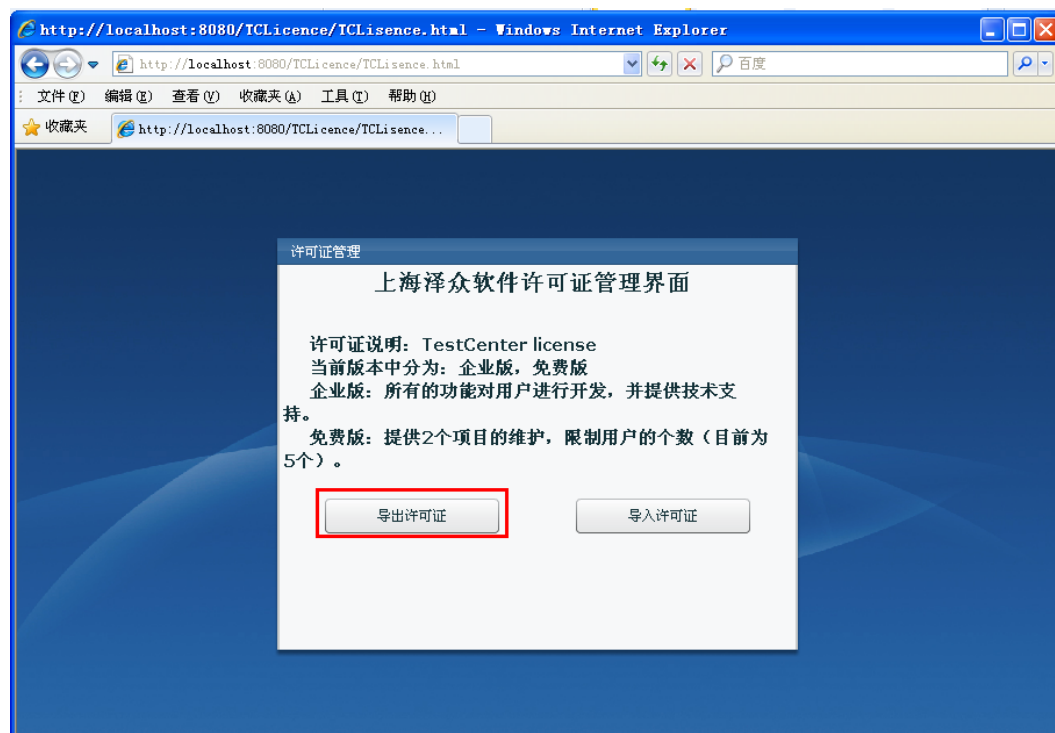 http://localhost:8080/TCLicence/TCLisence.html - Windows Internet Explorer
http://localhost:8080/TCLicence/TCLisence.html 百度
文件(F) 编辑(E) 查看(V) 收藏夹(A) 工具(T) 帮助(H)
收藏夹 http://localhost:8080/TCLicence/TCLisence...
许可证管理
上海泽众软件许可证管理界面
许可证说明：TestCenter license
当前版本中分为：企业版，免费版
企业版：所有的功能对用户进行开发，并提供技术支
持。
免费版：提供2个项目的维护，限制用户的个数（目前为
5个）。
导出许可证 导入许可证